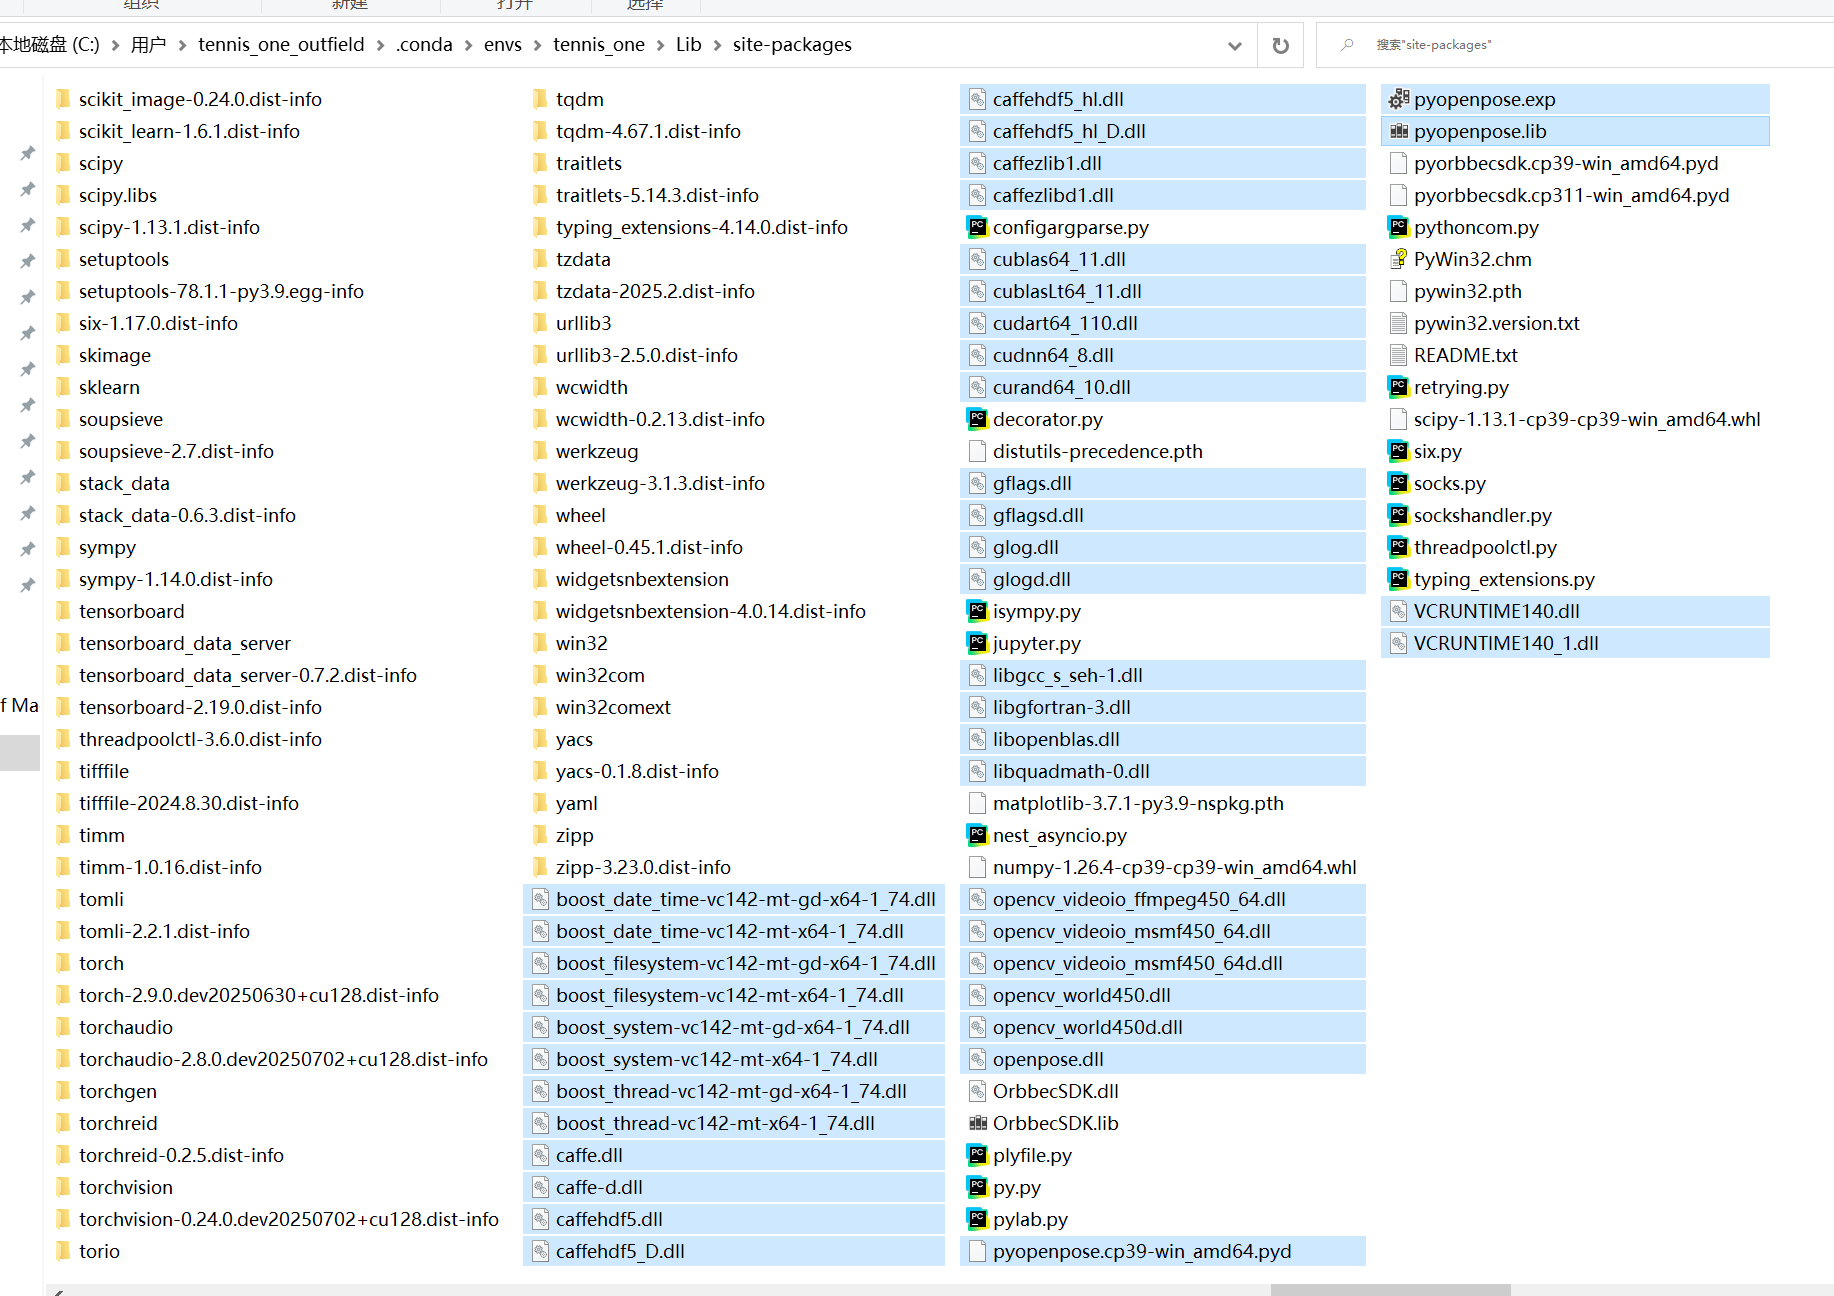 组织
新建
打开
选择
本地磁盘 (C:) › 用户 › tennis_one_outfield › .conda › envs › tennis_one › Lib › site-packages
搜索"site-packages"
f Ma
scikit_image-0.24.0.dist-info
scikit_learn-1.6.1.dist-info
scipy
scipy.libs
scipy-1.13.1.dist-info
setuptools
setuptools-78.1.1-py3.9.egg-info
six-1.17.0.dist-info
skimage
sklearn
soupsieve
soupsieve-2.7.dist-info
stack_data
stack_data-0.6.3.dist-info
sympy
sympy-1.14.0.dist-info
tensorboard
tensorboard_data_server
tensorboard_data_server-0.7.2.dist-info
tensorboard-2.19.0.dist-info
threadpoolctl-3.6.0.dist-info
tifffile
tifffile-2024.8.30.dist-info
timm
timm-1.0.16.dist-info
tomli
tomli-2.2.1.dist-info
torch
torch-2.9.0.dev20250630+cu128.dist-info
torchaudio
torchaudio-2.8.0.dev20250702+cu128.dist-info
torchgen
torchreid
torchreid-0.2.5.dist-info
torchvision
torchvision-0.24.0.dev20250702+cu128.dist-info
torio
tqdm
tqdm-4.67.1.dist-info
traitlets
traitlets-5.14.3.dist-info
typing_extensions-4.14.0.dist-info
tzdata
tzdata-2025.2.dist-info
urllib3
urllib3-2.5.0.dist-info
wcwidth
wcwidth-0.2.13.dist-info
werkzeug
werkzeug-3.1.3.dist-info
wheel
wheel-0.45.1.dist-info
widgetsnbextension
widgetsnbextension-4.0.14.dist-info
win32
win32com
win32comext
yacs
yacs-0.1.8.dist-info
yaml
zipp
zipp-3.23.0.dist-info
boost_date_time-vc142-mt-gd-x64-1_74.dll
boost_date_time-vc142-mt-x64-1_74.dll
boost_filesystem-vc142-mt-gd-x64-1_74.dll
boost_filesystem-vc142-mt-x64-1_74.dll
boost_system-vc142-mt-gd-x64-1_74.dll
boost_system-vc142-mt-x64-1_74.dll
boost_thread-vc142-mt-gd-x64-1_74.dll
boost_thread-vc142-mt-x64-1_74.dll
caffe.dll
caffe-d.dll
caffehdf5.dll
caffehdf5_D.dll
caffehdf5_hl.dll
caffehdf5_hl_D.dll
caffezlib1.dll
caffezlibd1.dll
configargparse.py
cublas64_11.dll
cublasLt64_11.dll
cudart64_110.dll
cudnn64_8.dll
curand64_10.dll
decorator.py
distutils-precedence.pth
gflags.dll
gflagsd.dll
glog.dll
glogd.dll
isympy.py
jupyter.py
libgcc_s_seh-1.dll
libgfortran-3.dll
libopenblas.dll
libquadmath-0.dll
matplotlib-3.7.1-py3.9-nspkg.pth
nest_asyncio.py
numpy-1.26.4-cp39-cp39-win_amd64.whl
opencv_videoio_ffmpeg450_64.dll
opencv_videoio_msmf450_64.dll
opencv_videoio_msmf450_64d.dll
opencv_world450.dll
opencv_world450d.dll
openpose.dll
OrbbecSDK.dll
OrbbecSDK.lib
plyfile.py
py.py
pylab.py
pyopenpose.cp39-win_amd64.pyd
pyopenpose.exp
pyopenpose.lib
pyorbbecsdk.cp39-win_amd64.pyd
pyorbbecsdk.cp311-win_amd64.pyd
pythoncom.py
PyWin32.chm
pywin32.pth
pywin32.version.txt
README.txt
retrying.py
scipy-1.13.1-cp39-cp39-win_amd64.whl
six.py
socks.py
sockshandler.py
threadpoolctl.py
typing_extensions.py
VCRUNTIME140.dll
VCRUNTIME140_1.dll